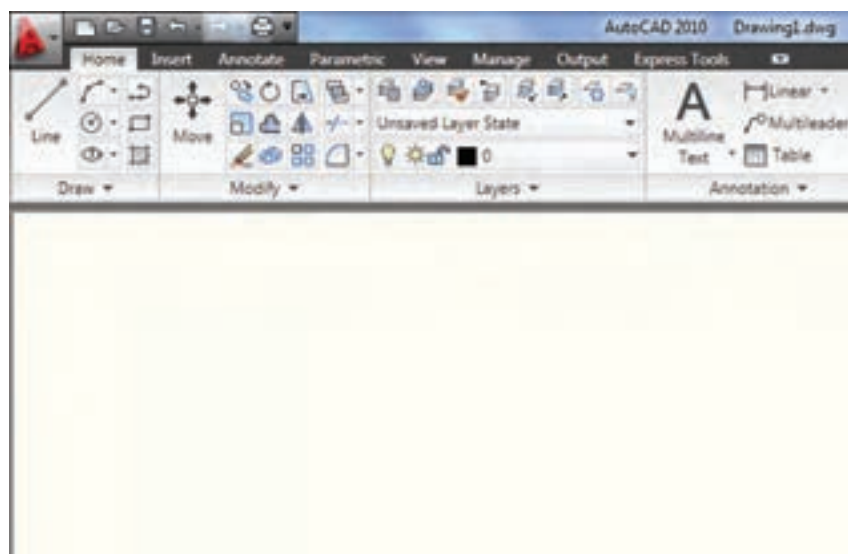 AutoCAD 2010 Drawing1.dwg
Home Insert Annotate Parametric View Manage Output Express Tools
Line
Move
Unsaved Layer State
0
A
Multiline
Text
Linear
Multileader
Table
Draw Modify Layers Annotation